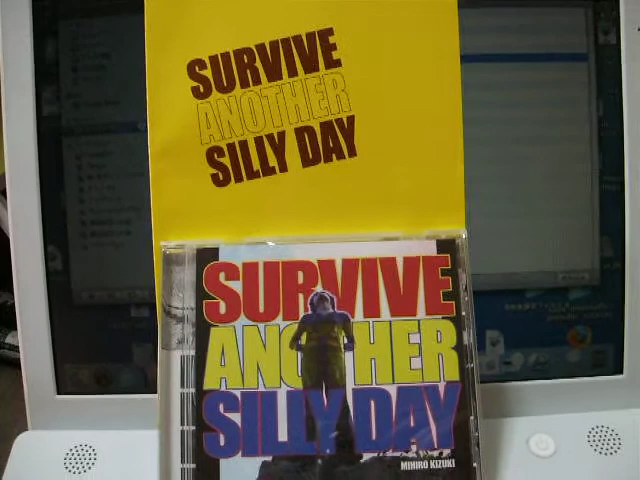 SURVIVE
ANOTHER
SILLY DAY
SURVIVE
ANOTHER
SILLY DAY
MIHIRO KIZUKI